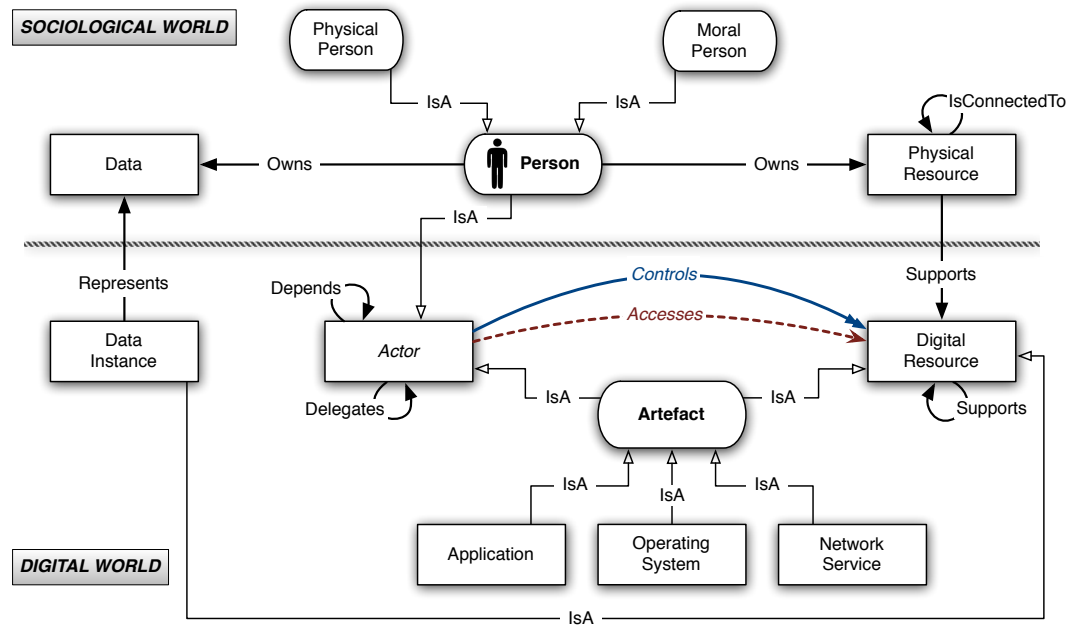 SOCIOLOGICAL WORLD
Physical
Person
Moral
Person
IsA
IsA
IsConnectedTo
Data
Owns
Person
Owns
Physical
Resource
IsA
Represents
Depends
Controls
Supports
Accesses
Data
Instance
Actor
Digital
Resource
Delegates
IsA
Artefact
IsA
Supports
IsA
IsA
IsA
Application
Operating
System
Network
Service
DIGITAL WORLD
IsA